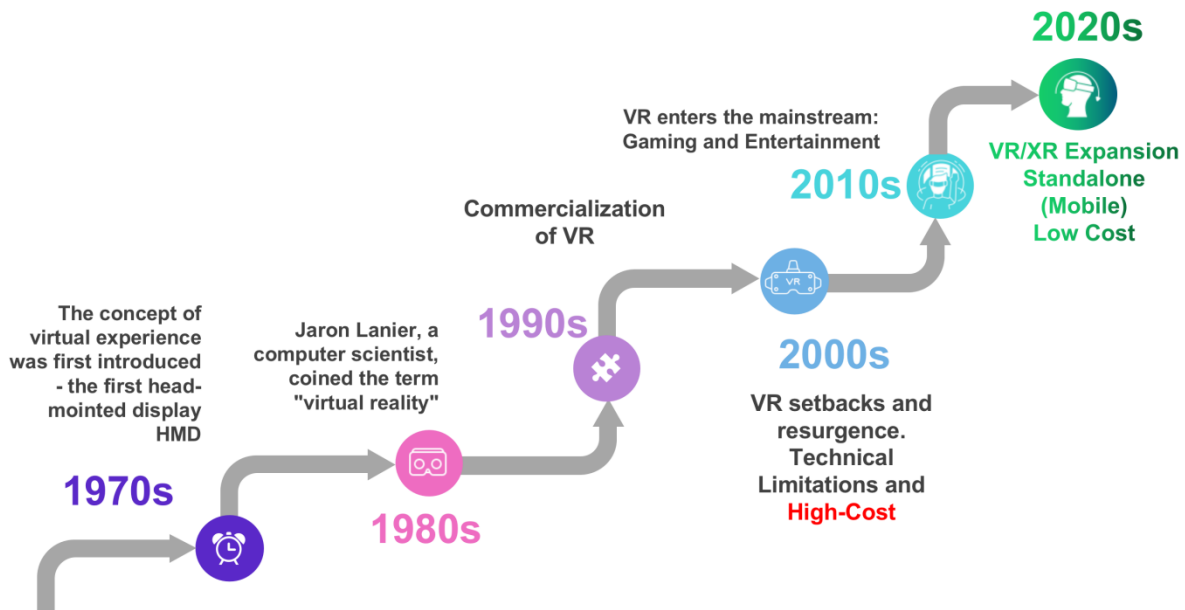 The concept of
virtual experience
was first introduced
- the first head-
mointed display
HMD
1970s
Jaron Lanier, a
computer scientist,
coined the term
"virtual reality"
1980s
Commercialization
of VR
1990s
VR
2000s
VR setbacks and
resurgence.
Technical
Limitations and
High-Cost
VR enters the mainstream:
Gaming and Entertainment
2010s
2020s
VR/XR Expansion
Standalone
(Mobile)
Low Cost